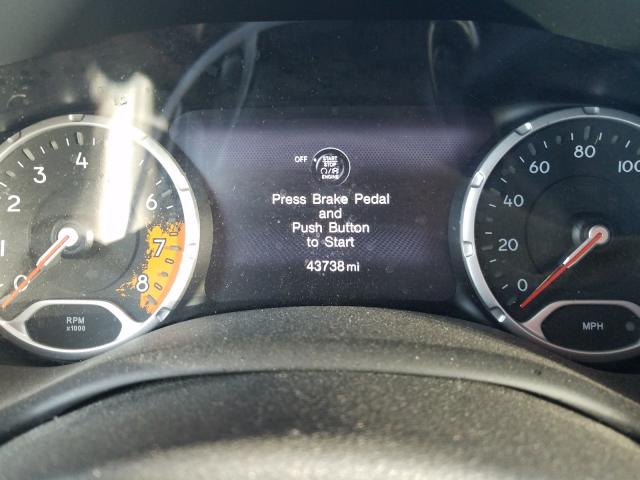 OFF
START
STOP
ENGINE
Press Brake Pedal
and
Push Button
to Start
43738 mi
0
1
2
3
4
6
7
8
RPM
x1000
0
20
40
60
80
100
MPH